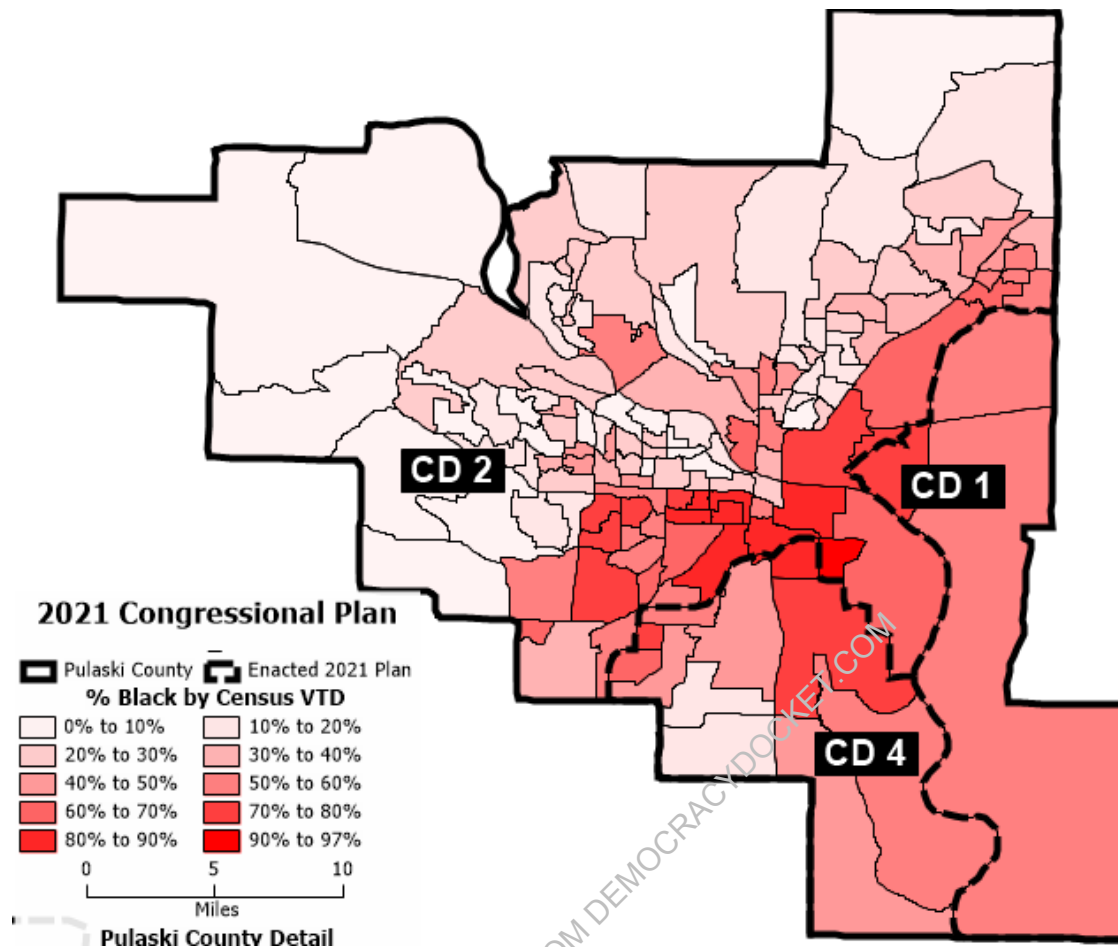 CD 2
CD 1
CD 4
2021 Congressional Plan
Pulaski County Enacted 2021 Plan
% Black by Census VTD
0% to 10% 10% to 20%
20% to 30% 30% to 40%
40% to 50% 50% to 60%
60% to 70% 70% to 80%
80% to 90% 90% to 97%
0 5 10
Miles
Pulaski County Detail
OM DEMOCRACYDOCKET.COM